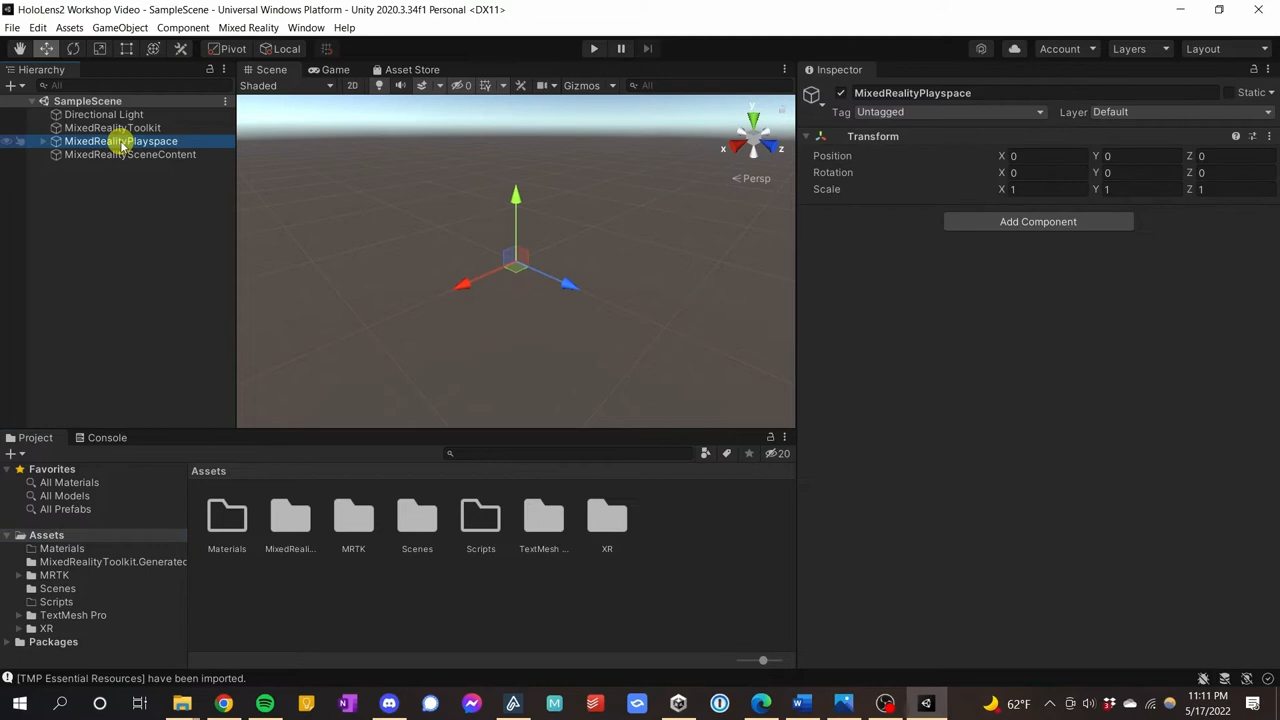 HoloLens2 Workshop Video - SampleScene - Universal Windows Platform - Unity 2020.3.34f1 Personal <DX11>
File Edit Assets GameObject Component Mixed Reality Window Help
Pivot Local Account Layers Layout
Hierarchy
All
SampleScene
Directional Light
MixedRealityToolkit
MixedRealityPlayspace
MixedRealitySceneContent
Scene Game Asset Store
Shaded 2D 0 Gizmos All
y
x z
Persp
Inspector
MixedRealityPlayspace Static
Tag Untagged Layer Default
Transform
Position X 0 Y 0 Z 0
Rotation X 0 Y 0 Z 0
Scale X 1 Y 1 Z 1
Add Component
Project Console
20
Favorites
All Materials
All Models
All Prefabs
Assets
Materials
MixedRealityToolkit.Generated
MRTK
Scenes
Scripts
TextMesh Pro
XR
Packages
Assets
Materials MixedReali... MRTK Scenes Scripts TextMesh ... XR
[TMP Essential Resources] have been imported.
62°F
11:11 PM
5/17/2022